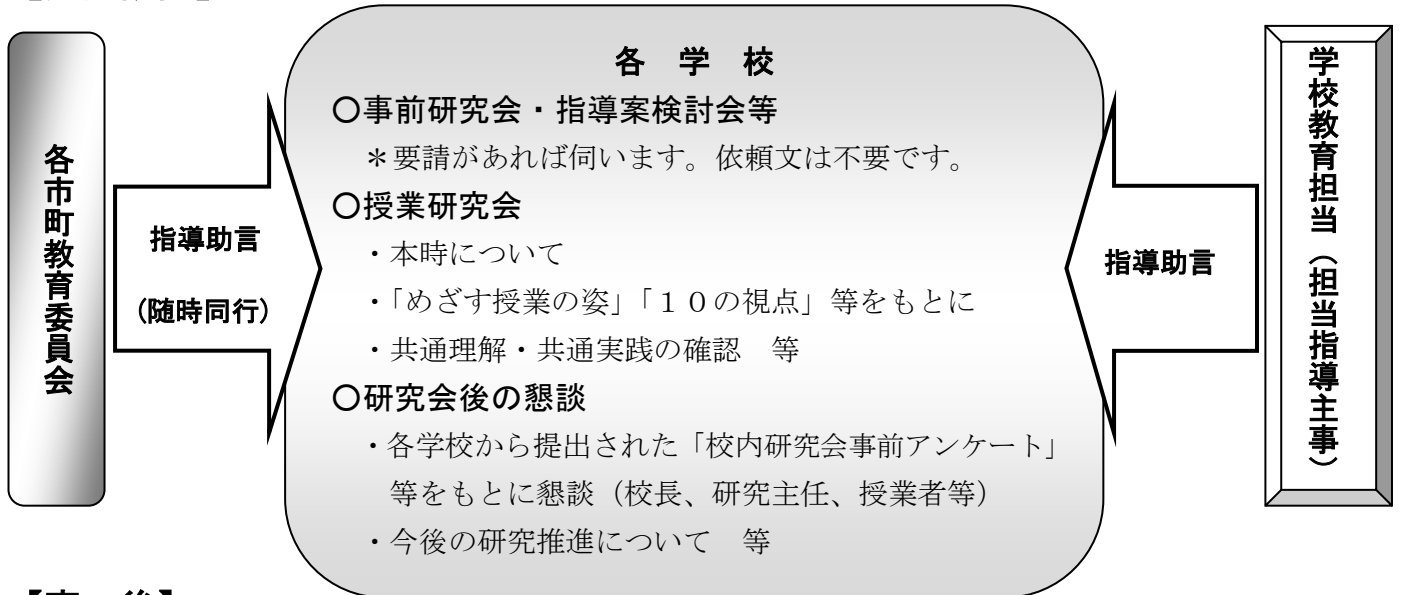 各　学　校
○事前研究会・指導案検討会等
＊要請があれば伺います。依頼文は不要です。
○授業研究会
・本時について
・「めざす授業の姿」「１０の視点」等をもとに
・共通理解・共通実践の確認　等
○研究会後の懇談
・各学校から提出された「校内研究会事前アンケート」
等をもとに懇談（校長、研究主任、授業者等）
・今後の研究推進について　等
各市町教育委員会
指導助言
（随時同行）
指導助言
学校教育担当（担当指導主事）